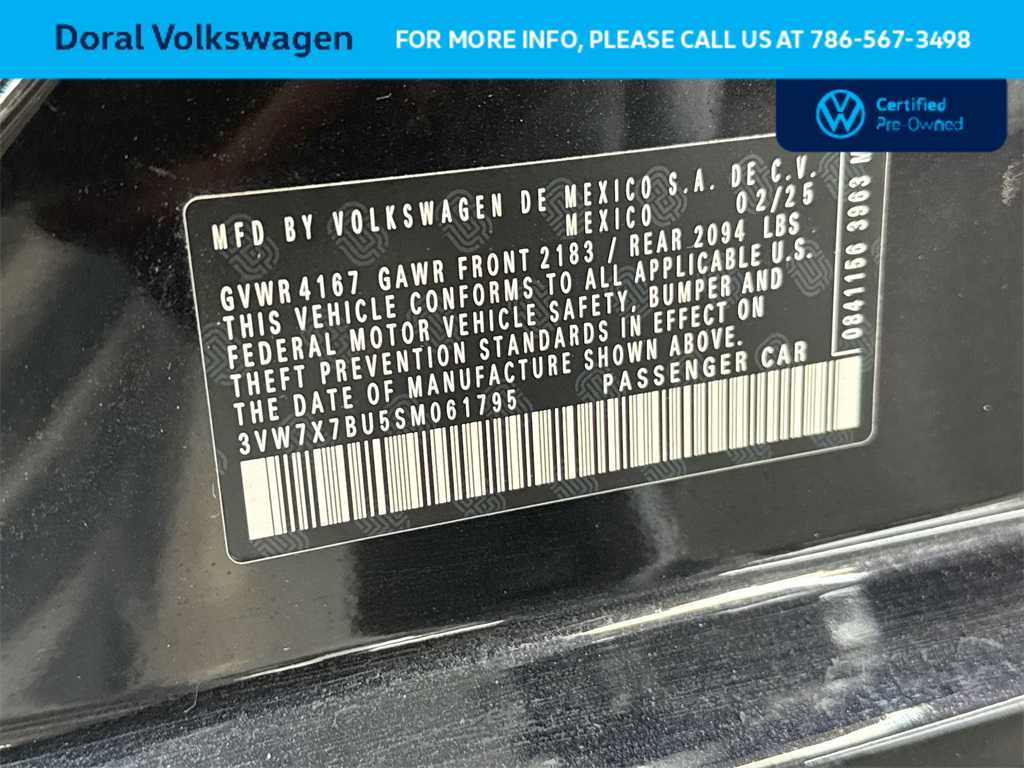 Doral Volkswagen
FOR MORE INFO, PLEASE CALL US AT 786-567-3498
Certified
Pre-Owned
MFD BY VOLKSWAGEN DE MEXICO S.A. DE C.V.
MEXICO 02/25
GVWR 4167 GAWR FRONT 2183 / REAR 2094 LBS
THIS VEHICLE CONFORMS TO ALL APPLICABLE U.S.
FEDERAL MOTOR VEHICLE SAFETY, BUMPER AND
THEFT PREVENTION STANDARDS IN EFFECT ON
THE DATE OF MANUFACTURE SHOWN ABOVE.
3VW7X7BU5SM061795 PASSENGER CAR
0841156 3963